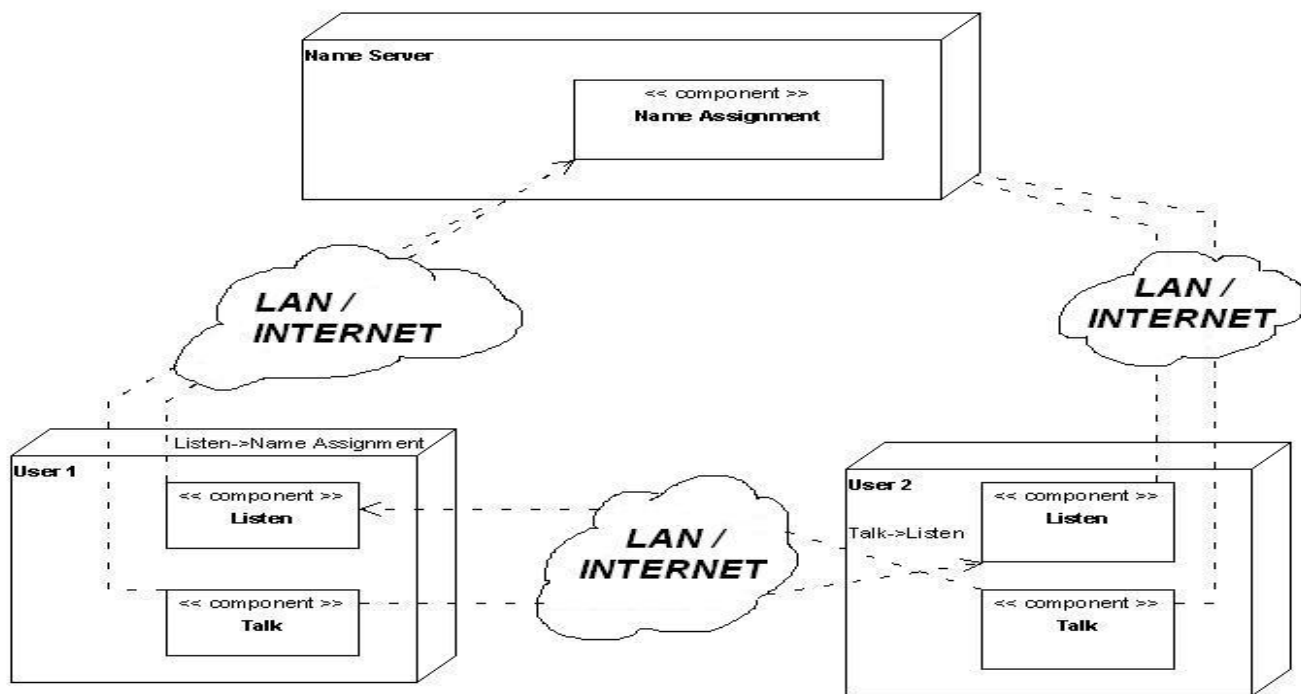 Name Server
<< component >>
Name Assignment
LAN /
INTERNET
LAN /
INTERNET
Listen->Name Assignment
User 1
<< component >>
Listen
<< component >>
Talk
LAN /
INTERNET
User 2
<< component >>
Listen
Talk->Listen
<< component >>
Talk